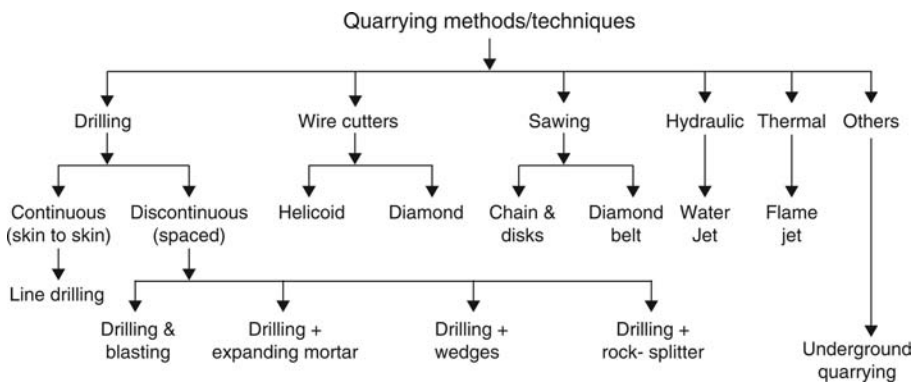 Quarrying methods/techniques
Drilling
Wire cutters
Sawing
Hydraulic
Thermal
Others
Continuous
(skin to skin)
Discontinuous
(spaced)
Helicoid
Diamond
Chain &
disks
Diamond
belt
Water
Jet
Flame
jet
Line drilling
Drilling &
blasting
Drilling +
expanding mortar
Drilling +
wedges
Drilling +
rock- splitter
Underground
quarrying